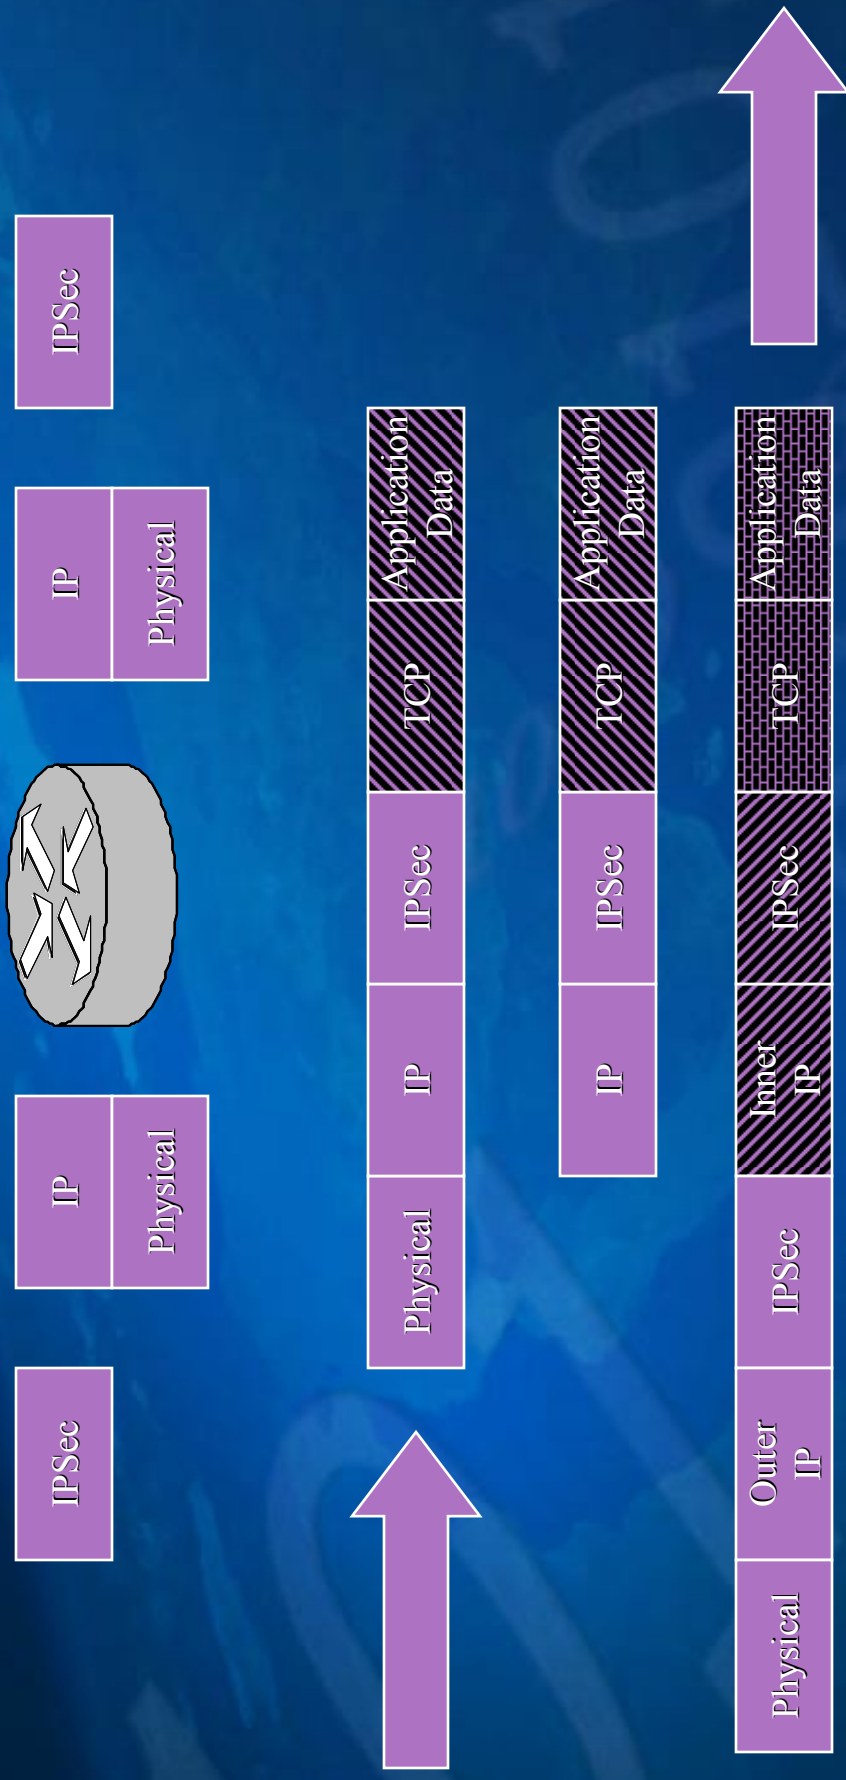 IPSec
IP
IP
IPSec
Physical
Physical
Physical
IP
IPSec
TCP
Application
Data
IP
IPSec
TCP
Application
Data
Physical
Outer
IP
IPSec
Inner
IP
IPSec
TCP
Application
Data